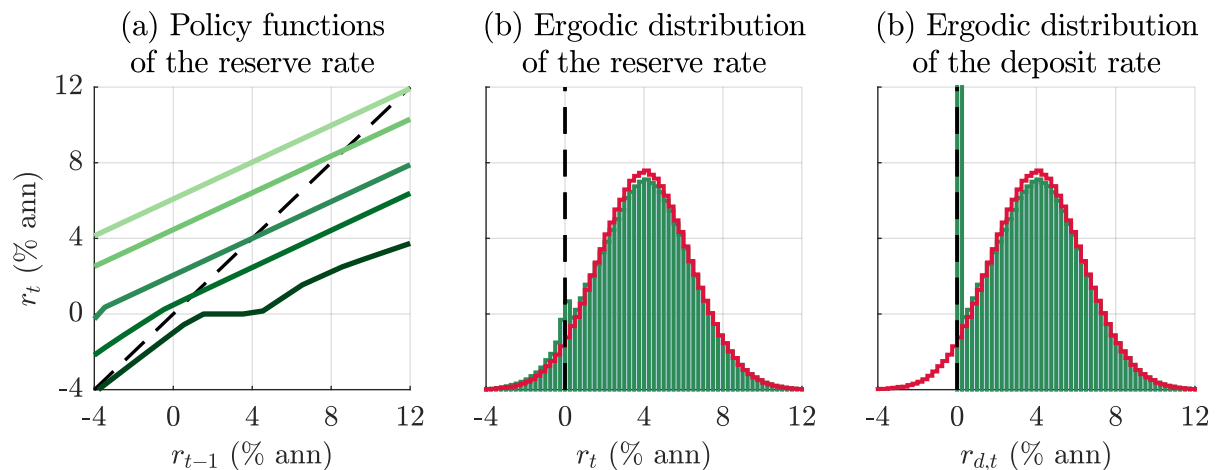 (a) Policy functions
of the reserve rate
12
8
4
0
-4
-4 0 4 8 12
r_t (% ann)
r_{t−1} (% ann)
(b) Ergodic distribution
of the reserve rate
-4 0 4 8 12
r_t (% ann)
(b) Ergodic distribution
of the deposit rate
-4 0 4 8 12
r_{d,t} (% ann)